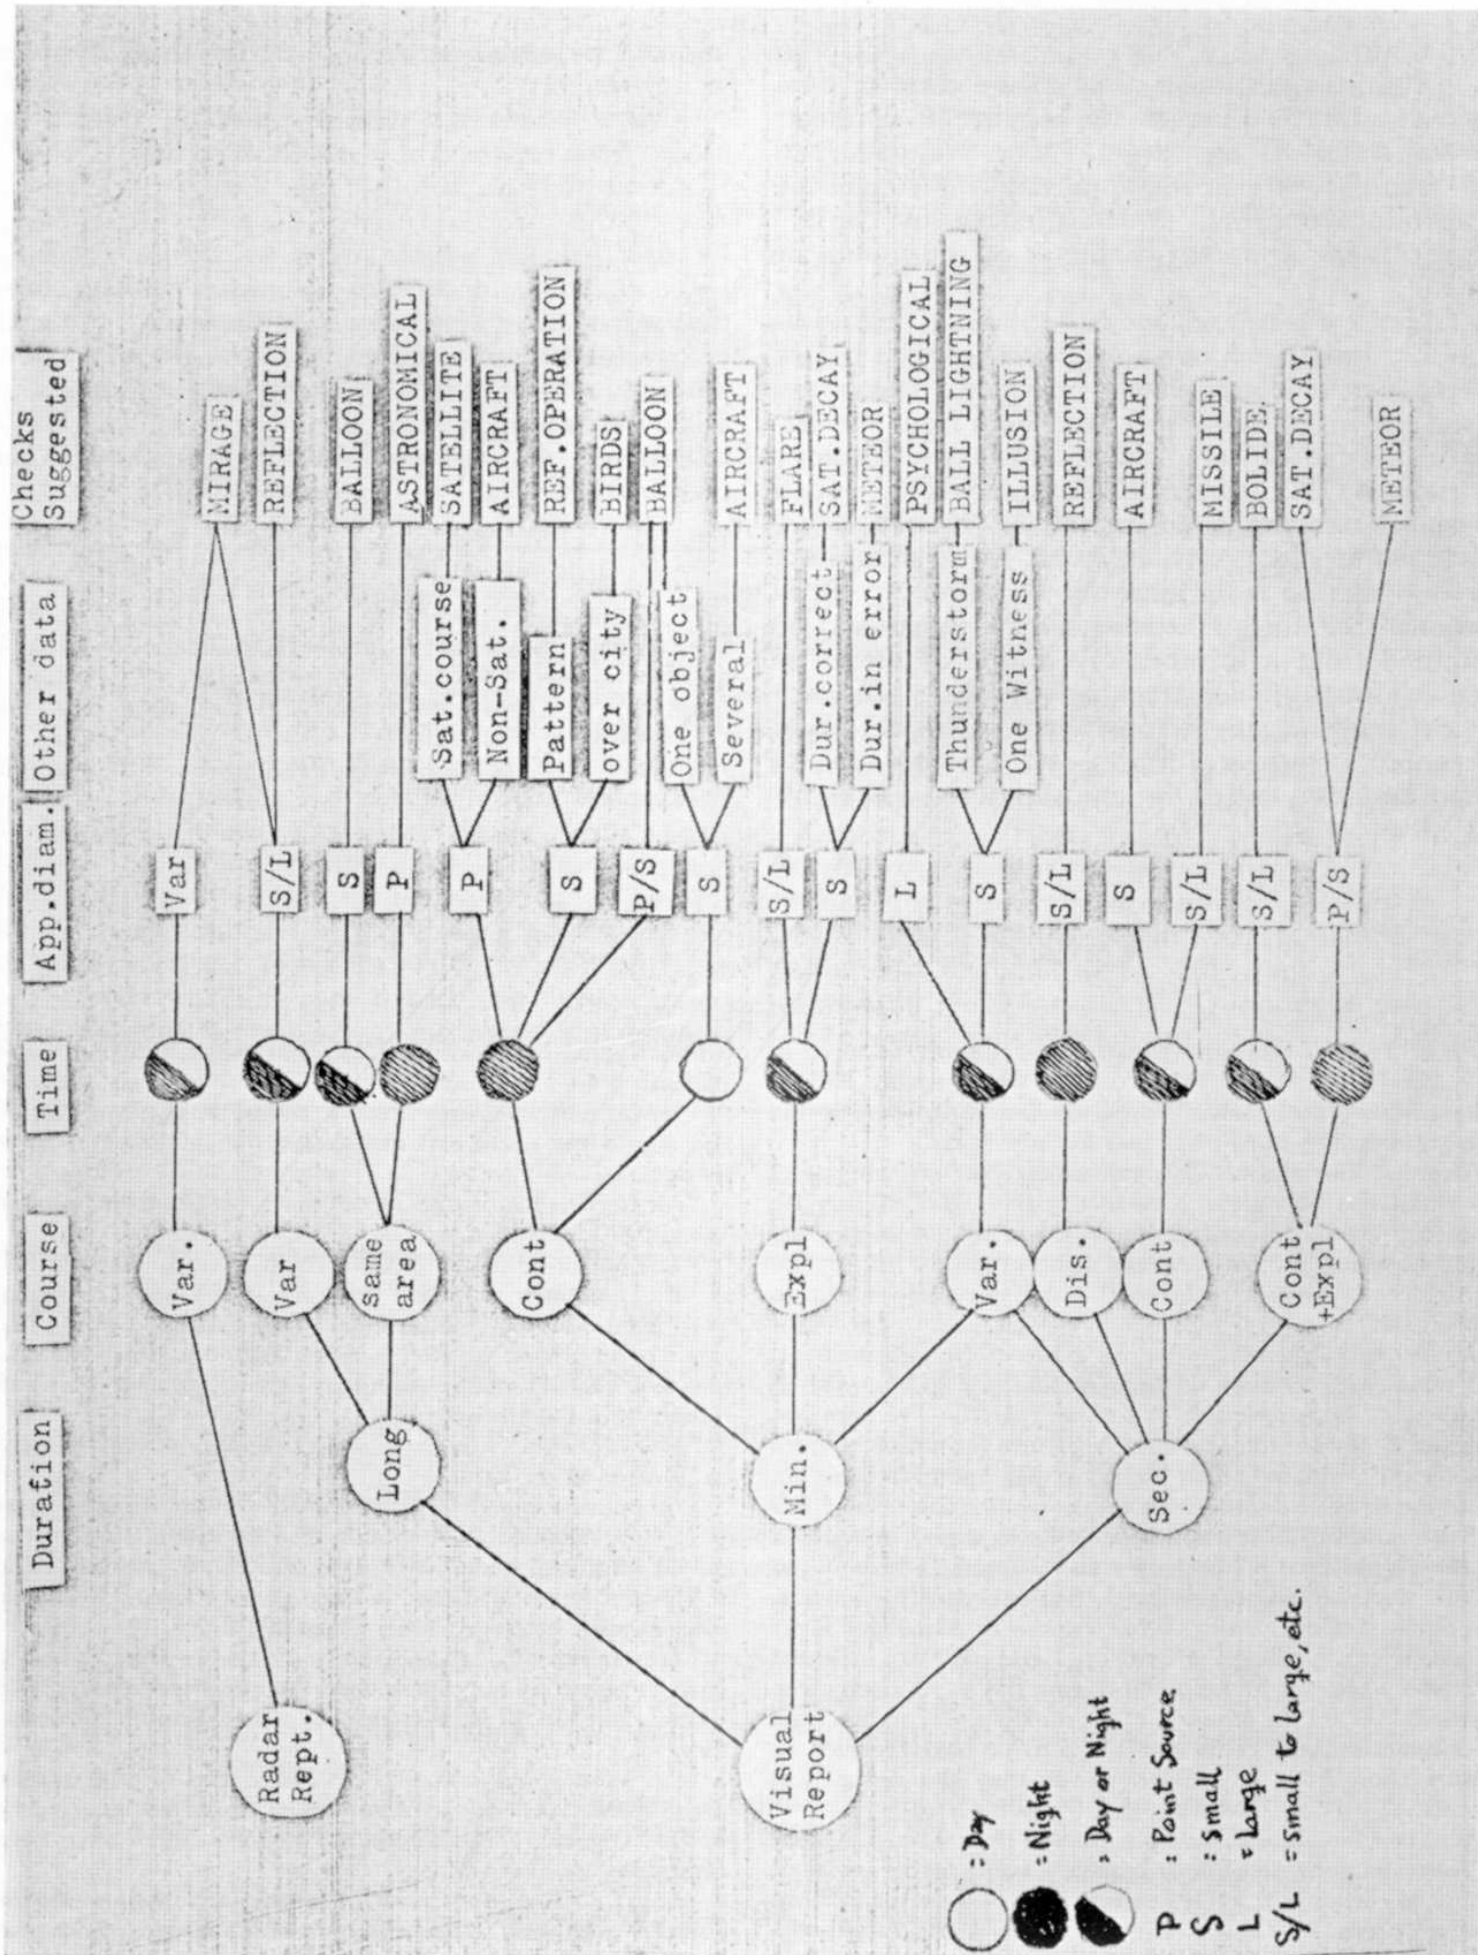 Duration
Course
Time
App.diam.
Other data
Checks
Suggested
Radar
Rept.
Var.
Var
MIRAGE
Visual
Report
Long
Var
S/L
REFLECTION
same
area
S
BALLOON
P
ASTRONOMICAL
Min.
Cont
P
Sat.course
SATELLITE
Non-Sat.
AIRCRAFT
S
Pattern
REF.OPERATION
over city
BIRDS
P/S
BALLOON
S
One object
Several
AIRCRAFT
Expl
S/L
FLARE
S
Dur.correct
SAT.DECAY
Dur.in error
METEOR
Var.
L
PSYCHOLOGICAL
S
Thunderstorm
BALL LIGHTNING
One Witness
ILLUSION
Sec.
Dis.
S/L
REFLECTION
Cont
S
AIRCRAFT
S/L
MISSILE
Cont.
+Expl
S/L
BOLIDE
P/S
SAT.DECAY
METEOR
= Day
= Night
= Day or Night
P : Point Source
S : Small
L = Large
S/L = Small to large, etc.